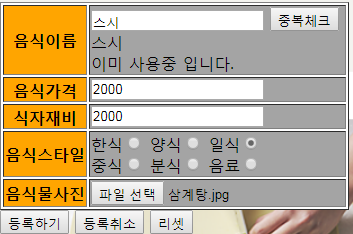 음식이름 스시 중복체크
스시
이미 사용중 입니다.
음식가격 2000
식자재비 2000
음식스타일 한식 양식 일식
중식 분식 음료
음식물사진 파일 선택 삼계탕.jpg
등록하기 등록취소 리셋